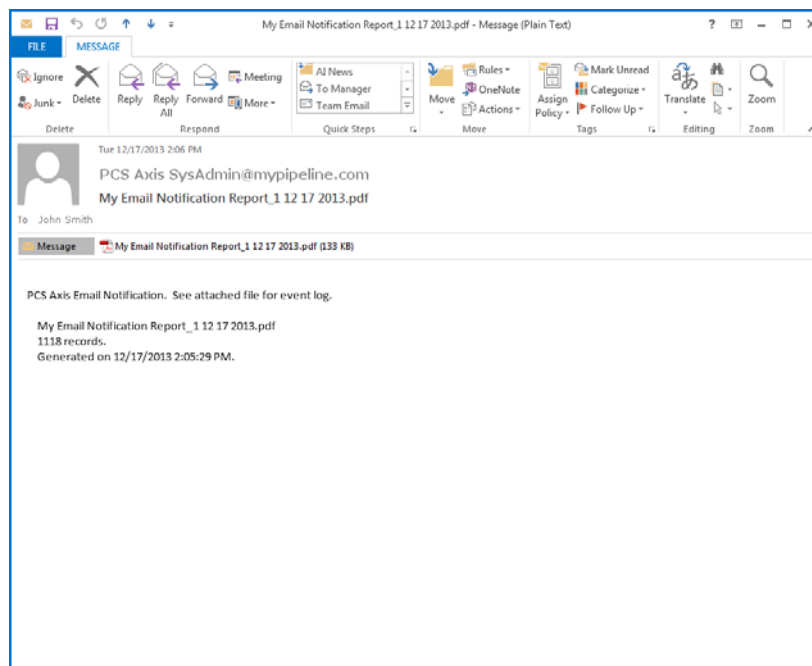 My Email Notification Report_1 12 17 2013.pdf - Message (Plain Text)
?
FILE MESSAGE
Ignore
Junk
Delete
Reply
Reply All
Forward
Meeting
More
AI News
To Manager
Team Email
Move
Rules
OneNote
Actions
Assign Policy
Mark Unread
Categorize
Follow Up
Translate
Zoom
Delete Respond Quick Steps Move Tags Editing Zoom
Tue 12/17/2013 2:06 PM
PCS Axis SysAdmin@mypipeline.com
My Email Notification Report_1 12 17 2013.pdf
To John Smith
Message My Email Notification Report_1 12 17 2013.pdf (133 KB)
PCS Axis Email Notification. See attached file for event log.
My Email Notification Report_1 12 17 2013.pdf
1118 records.
Generated on 12/17/2013 2:05:29 PM.